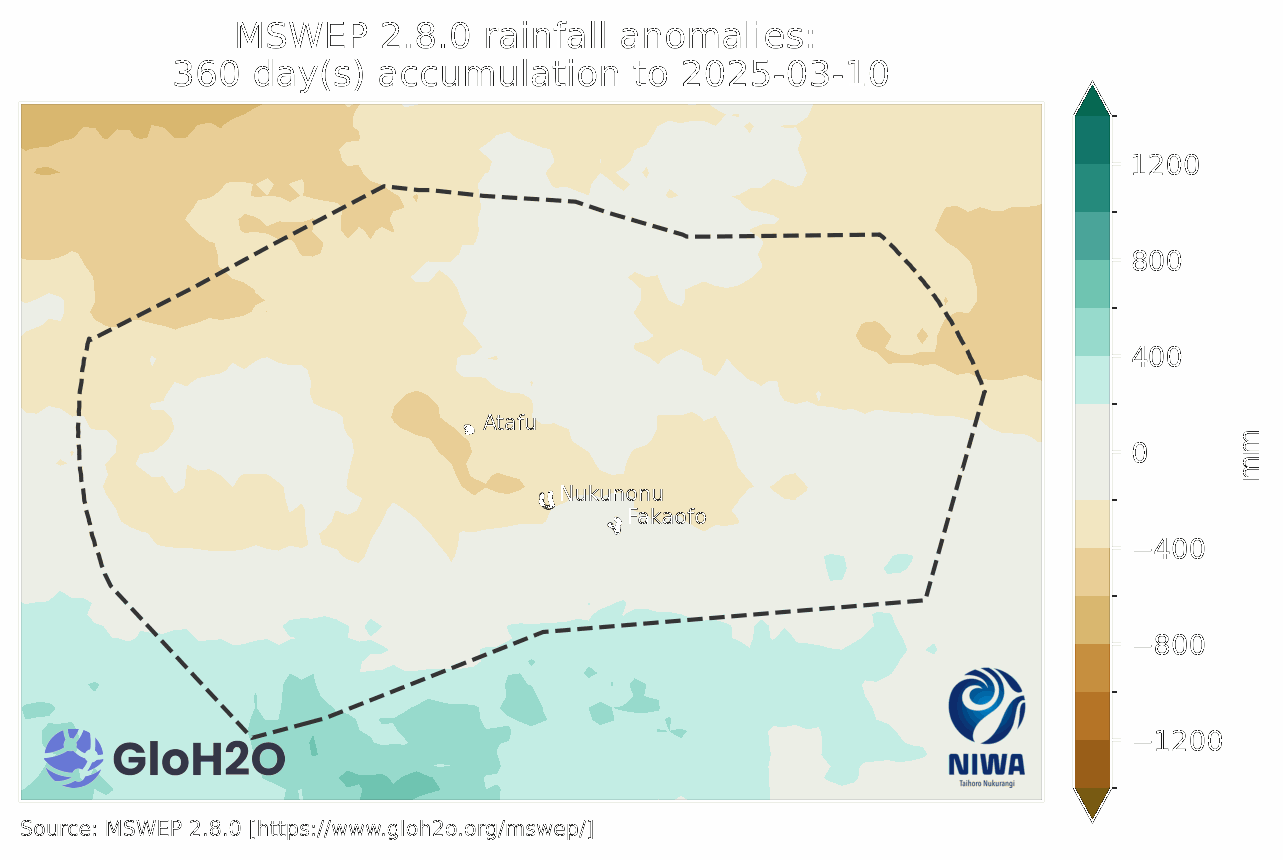 MSWEP 2.8.0 rainfall anomalies:
360 day(s) accumulation to 2025-03-10
1200
800
400
0
−400
−800
−1200
mm
Atafu
Nukunonu
Fakaofo
GloH2O
NIWA
Taihoro Nukurangi
Source: MSWEP 2.8.0 [https://www.gloh2o.org/mswep/]